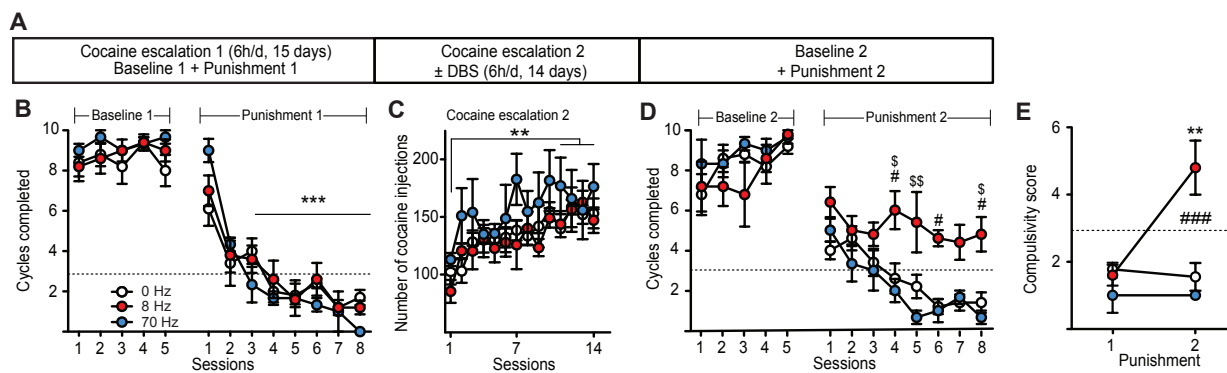 A
Cocaine escalation 1 (6h/d, 15 days)
Baseline 1 + Punishment 1
Cocaine escalation 2
± DBS (6h/d, 14 days)
Baseline 2
+ Punishment 2
B
Baseline 1
Punishment 1
Cycles completed
10
8
6
4
2
***
0 Hz
8 Hz
70 Hz
1 2 3 4 5
1 2 3 4 5 6 7 8
Sessions
C
Cocaine escalation 2
**
Number of cocaine injections
200
150
100
1 7 14
Sessions
D
Baseline 2
Punishment 2
Cycles completed
10
8
6
4
2
$
#
$$
#
$
#
1 2 3 4 5
1 2 3 4 5 6 7 8
Sessions
E
Compulsivity score
6
4
2
0
**
###
1 2
Punishment